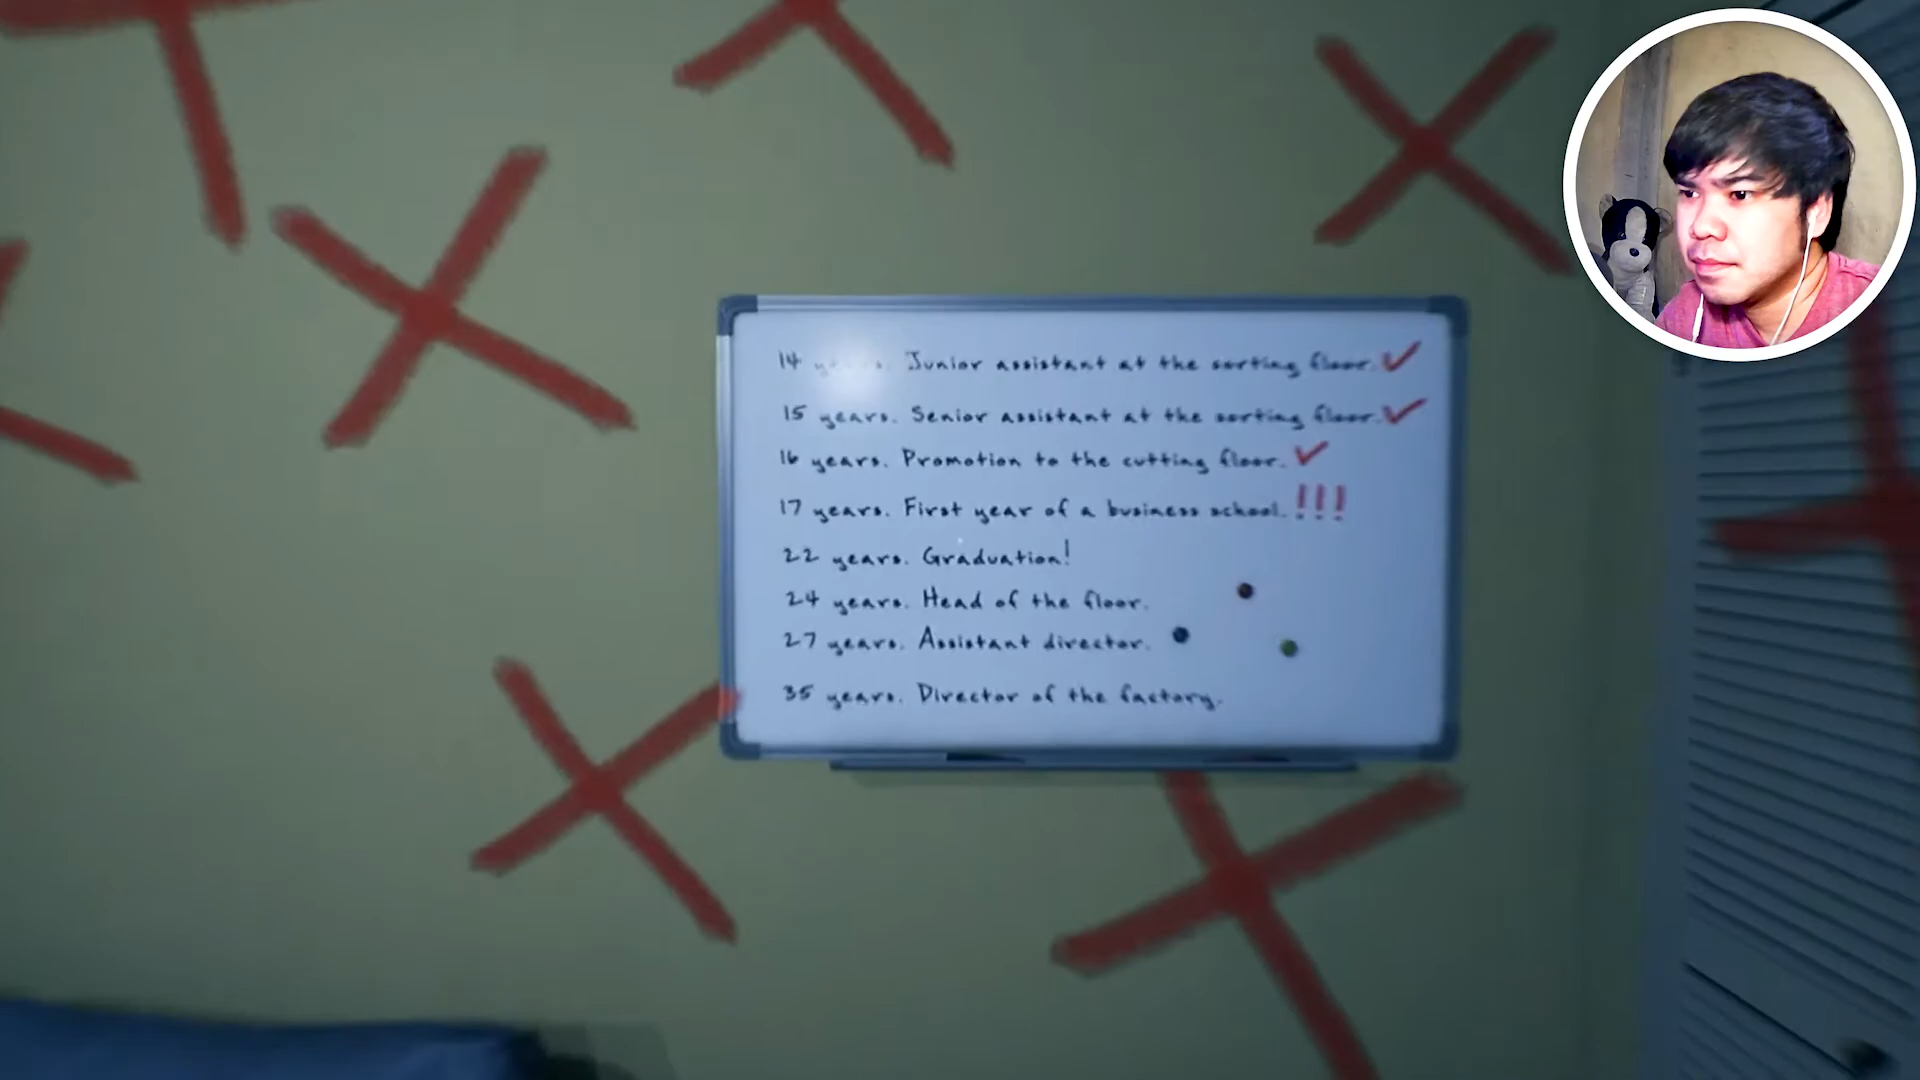 14 years. Junior assistant at the sorting floor.
15 years. Senior assistant at the sorting floor.
16 years. Promotion to the cutting floor.
17 years. First year of a business school. !!!
22 years. Graduation!
24 years. Head of the floor.
27 years. Assistant director.
35 years. Director of the factory.